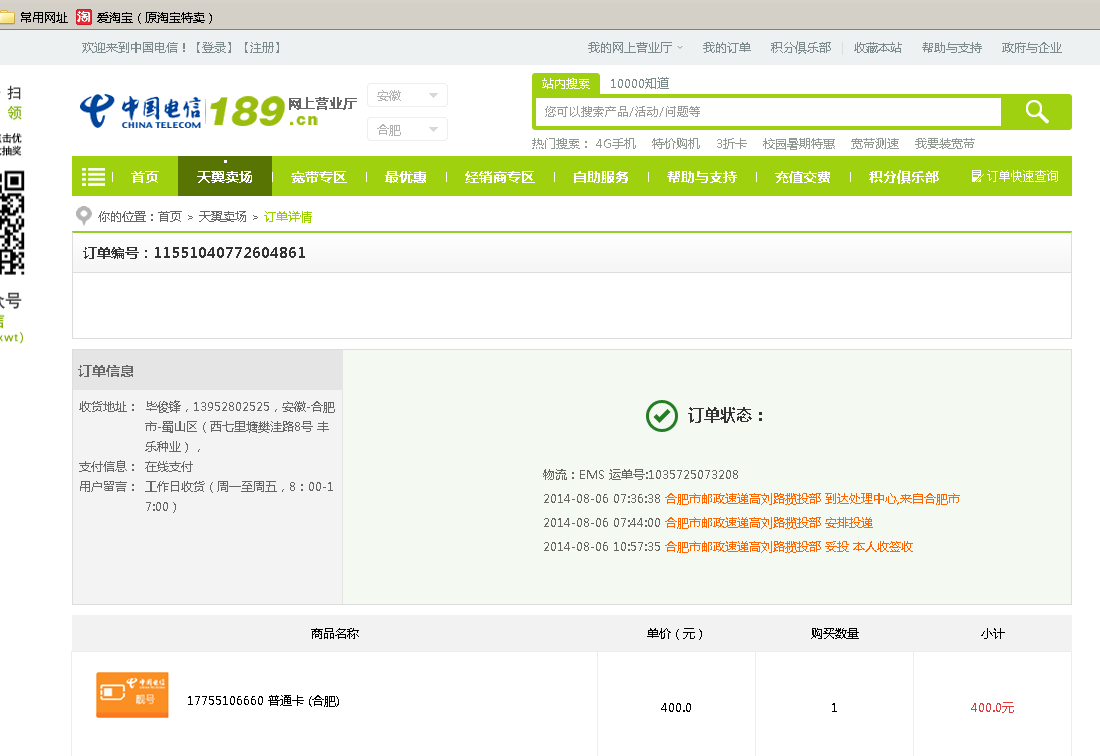 常用网址 爱淘宝（原淘宝特卖）
欢迎来到中国电信！【登录】【注册】 我的网上营业厅 我的订单 积分俱乐部 收藏本站 帮助与支持 政府与企业
扫
领
击优
抽奖
众号
信
xwt)
中国电信 CHINA TELECOM 189.cn 网上营业厅
安徽
合肥
站内搜索 10000知道
您可以搜索产品/活动/问题等
热门搜索： 4G手机 特价购机 3折卡 校园暑期特惠 宽带测速 我要装宽带
首页 天翼卖场 宽带专区 最优惠 经销商专区 自助服务 帮助与支持 充值交费 积分俱乐部 订单快速查询
你的位置：首页 » 天翼卖场 » 订单详情
订单编号：11551040772604861
订单信息
收货地址： 毕俊锋，13952802525，安徽-合肥
市-蜀山区（西七里塘樊洼路8号 丰
乐种业），
支付信息： 在线支付
用户留言： 工作日收货（周一至周五，8：00-1
7:00）
订单状态：
物流：EMS 运单号:1035725073208
2014-08-06 07:36:38 合肥市邮政速递高刘路揽投部 到达处理中心,来自合肥市
2014-08-06 07:44:00 合肥市邮政速递高刘路揽投部 安排投递
2014-08-06 10:57:35 合肥市邮政速递高刘路揽投部 妥投 本人收签收
商品名称 单价（元） 购买数量 小计
中国电信
靓号
17755106660 普通卡 (合肥) 400.0 1 400.0元